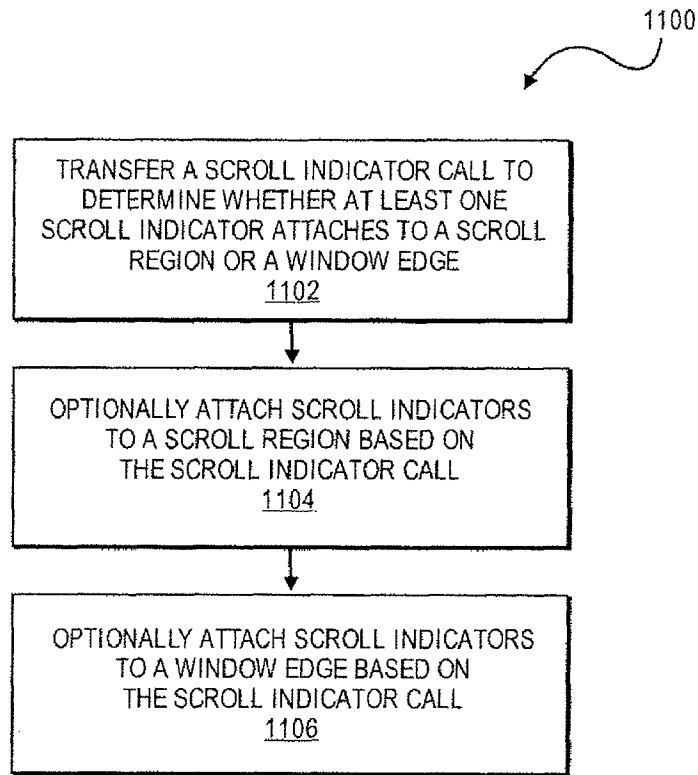 1100
TRANSFER A SCROLL INDICATOR CALL TO
DETERMINE WHETHER AT LEAST ONE
SCROLL INDICATOR ATTACHES TO A SCROLL
REGION OR A WINDOW EDGE
1102
OPTIONALLY ATTACH SCROLL INDICATORS
TO A SCROLL REGION BASED ON
THE SCROLL INDICATOR CALL
1104
OPTIONALLY ATTACH SCROLL INDICATORS
TO A WINDOW EDGE BASED ON
THE SCROLL INDICATOR CALL
1106